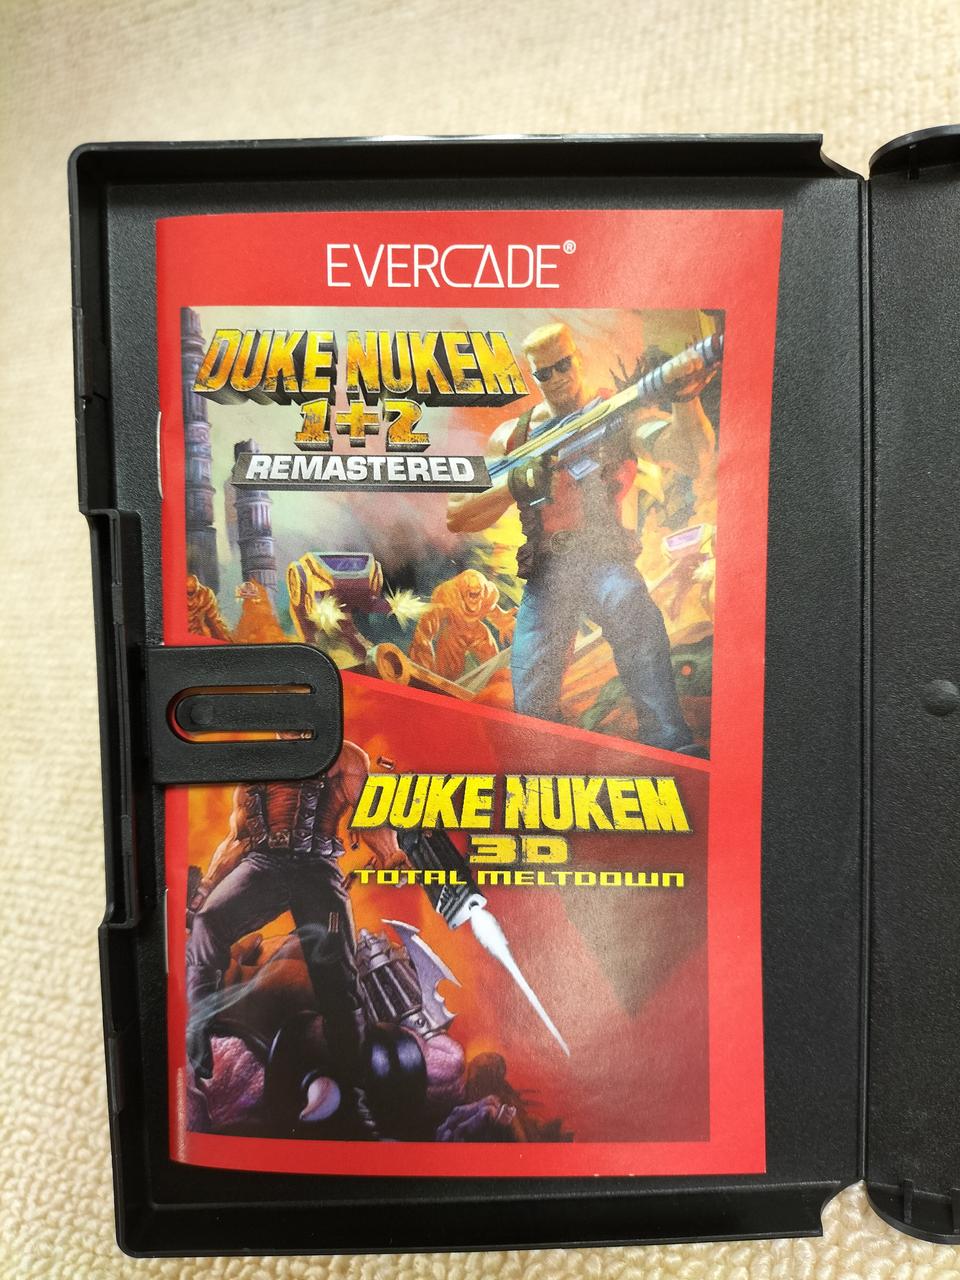 EVERCADE®
DUKE NUKEM
1+2
REMASTERED
DUKE NUKEM
3D
TOTAL MELTDOWN